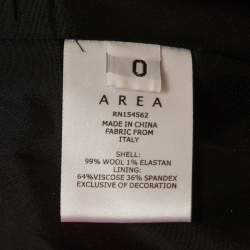 0
AREA
RN154562
MADE IN CHINA
FABRIC FROM
ITALY
SHELL:
99% WOOL 1% ELASTAN
LINING:
64%VISCOSE 36% SPANDEX
EXCLUSIVE OF DECORATION